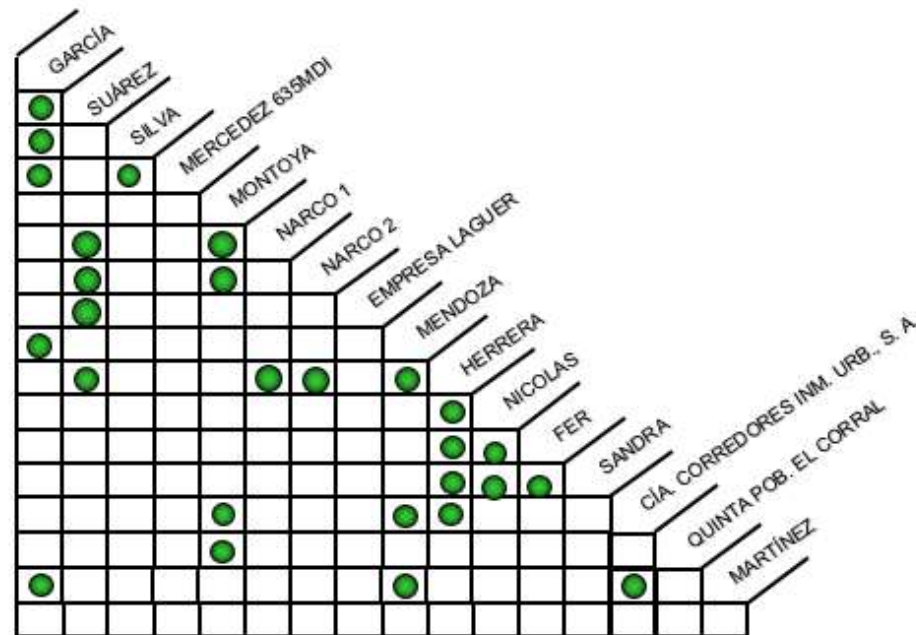 GARCÍA
SUÁREZ
SILVA
MERCEDEZ 635MDI
MONTOYA
NARCO 1
NARCO 2
EMPRESA LAGUER
MENDOZA
HERRERA
NICOLAS
FER
SANDRA
CÍA. CORREDORES INM. URB., S. A.
QUINTA POB. EL CORRAL
MARTÍNEZ